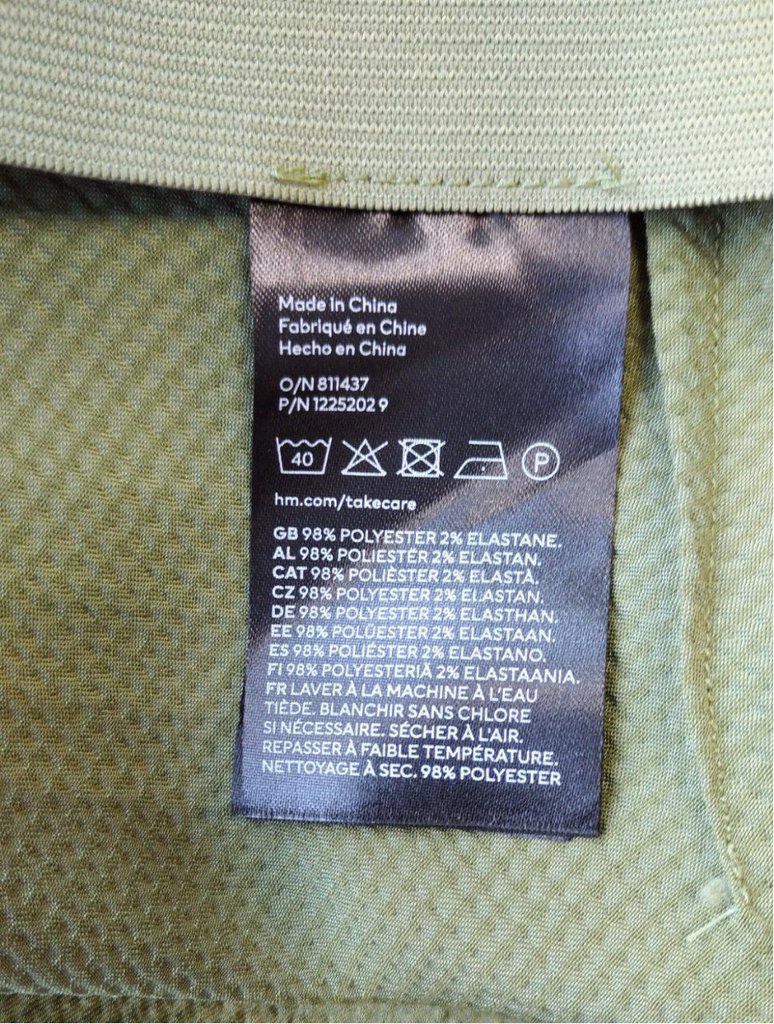 Made in China
Fabriqué en Chine
Hecho en China
O/N 811437
P/N 1225202 9
40
P
hm.com/takecare
GB 98% POLYESTER 2% ELASTANE.
AL 98% POLIESTËR 2% ELASTAN.
CAT 98% POLIÈSTER 2% ELASTÀ.
CZ 98% POLYESTER 2% ELASTAN.
DE 98% POLYESTER 2% ELASTHAN.
EE 98% POLÜESTER 2% ELASTAAN.
ES 98% POLIÉSTER 2% ELASTANO.
FI 98% POLYESTERIÄ 2% ELASTAANIA.
FR LAVER À LA MACHINE À L'EAU
TIÈDE. BLANCHIR SANS CHLORE
SI NÉCESSAIRE. SÉCHER À L'AIR.
REPASSER À FAIBLE TEMPÉRATURE.
NETTOYAGE À SEC. 98% POLYESTER